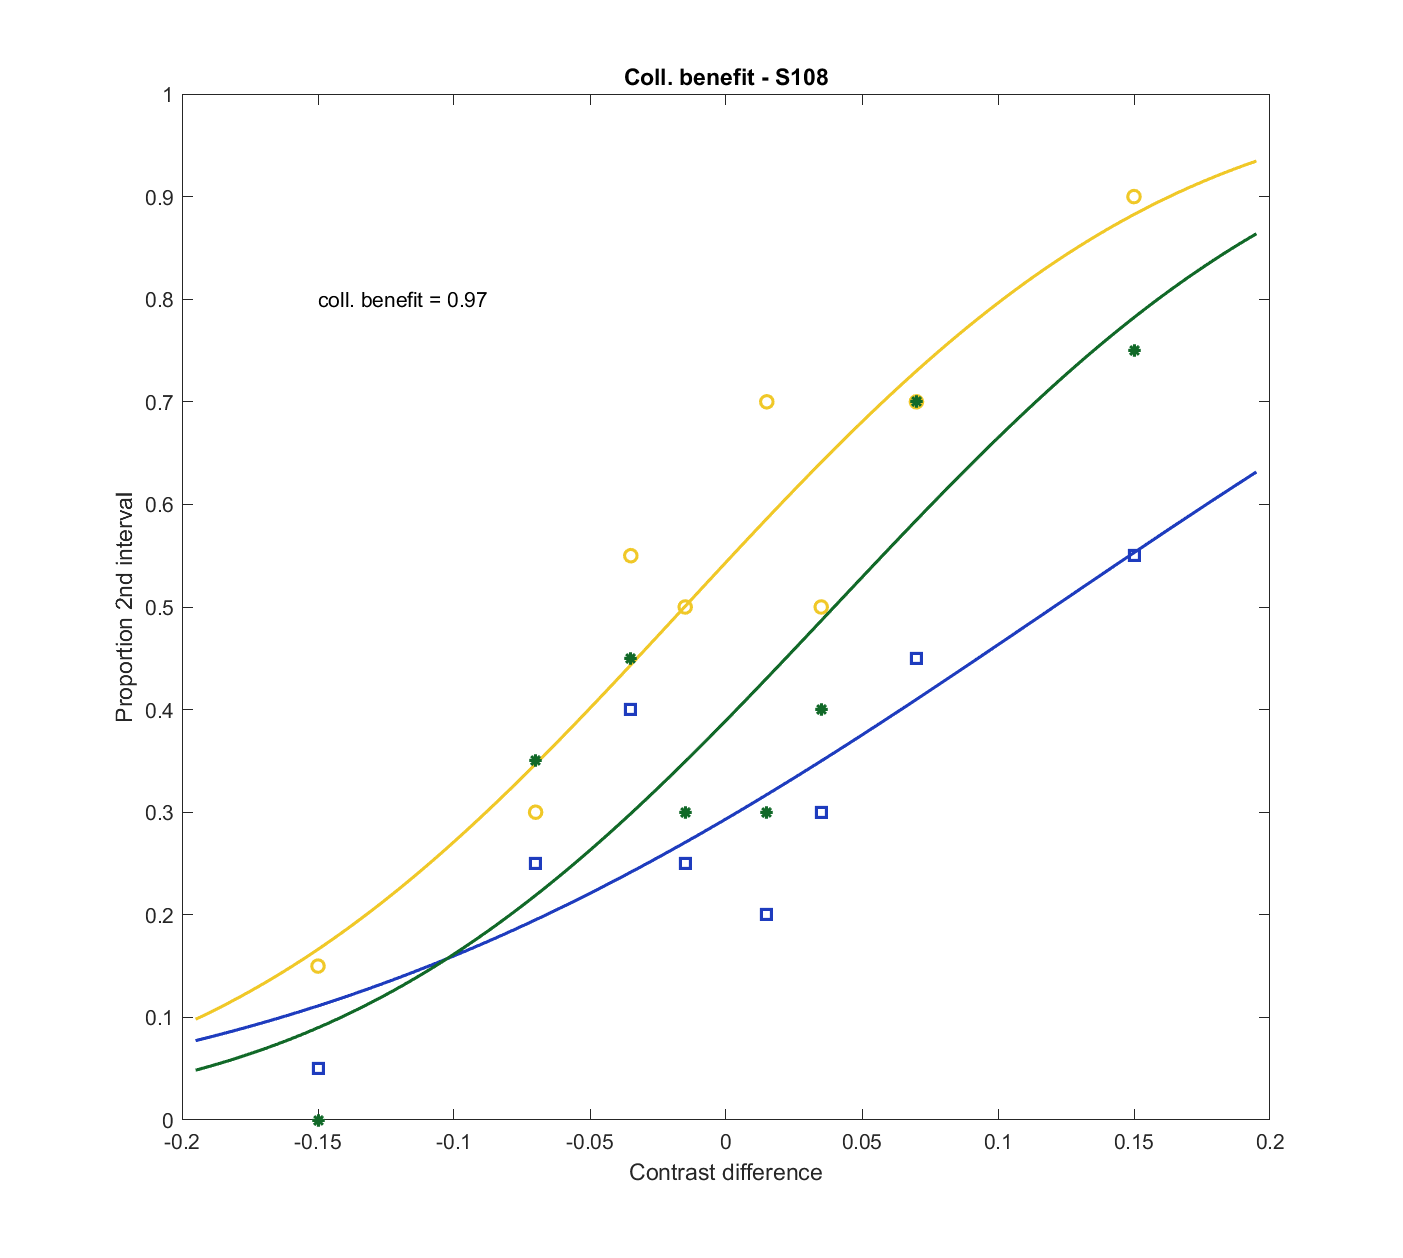 Coll. benefit - S108
1
0.9
0.8
0.7
0.6
0.5
0.4
0.3
0.2
0.1
0
coll. benefit = 0.97
Proportion 2nd interval
-0.2 -0.15 -0.1 -0.05 0 0.05 0.1 0.15 0.2
Contrast difference